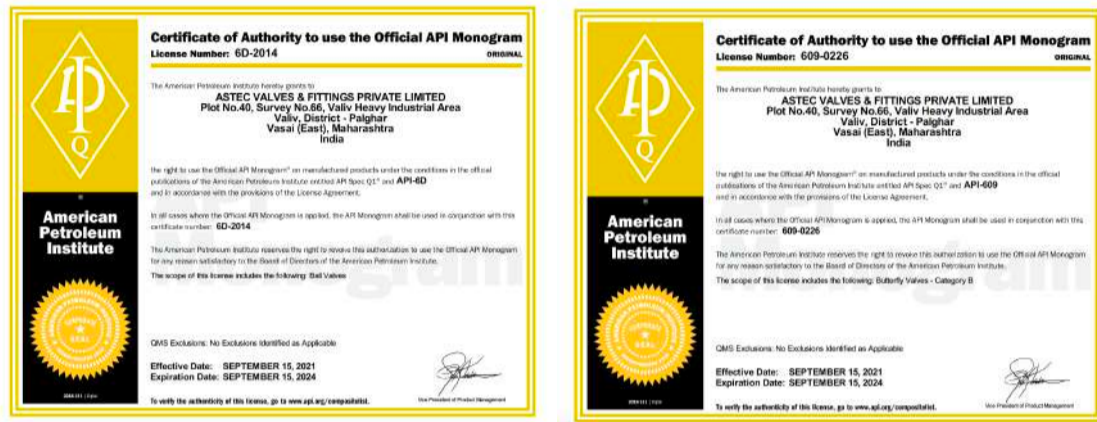 Certificate of Authority to use the Official API Monogram
License Number: 6D-2014
ORIGINAL
The American Petroleum Institute hereby grants to
ASTEC VALVES & FITTINGS PRIVATE LIMITED
Plot No.40, Survey No.66, Valiv Heavy Industrial Area
Valiv, District - Palghar
Vasai (East), Maharashtra
India
the right to use the Official API Monogram® on manufactured products under the conditions in the official
publications of the American Petroleum Institute entitled API Spec Q1® and API-6D
and in accordance with the provisions of the License Agreement.
In all cases where the Official API Monogram is applied, the API Monogram shall be used in conjunction with this
certificate number: 6D-2014
The American Petroleum Institute reserves the right to revoke this authorization to use the Official API Monogram
for any reason satisfactory to the Board of Directors of the American Petroleum Institute.
The scope of this license includes the following: Ball Valves
QMS Exclusions: No Exclusions Identified as Applicable
Effective Date: SEPTEMBER 15, 2021
Expiration Date: SEPTEMBER 15, 2024
To verify the authenticity of this license, go to www.api.org/compositelist.
Vice President of Product Management
API
Q
American
Petroleum
Institute
CORPORATE
SEAL
Certificate of Authority to use the Official API Monogram
License Number: 609-0226
ORIGINAL
The American Petroleum Institute hereby grants to
ASTEC VALVES & FITTINGS PRIVATE LIMITED
Plot No.40, Survey No.66, Valiv Heavy Industrial Area
Valiv, District - Palghar
Vasai (East), Maharashtra
India
the right to use the Official API Monogram® on manufactured products under the conditions in the official
publications of the American Petroleum Institute entitled API Spec Q1® and API-609
and in accordance with the provisions of the License Agreement.
In all cases where the Official API Monogram is applied, the API Monogram shall be used in conjunction with this
certificate number: 609-0226
The American Petroleum Institute reserves the right to revoke this authorization to use the Official API Monogram
for any reason satisfactory to the Board of Directors of the American Petroleum Institute.
The scope of this license includes the following: Butterfly Valves - Category B
QMS Exclusions: No Exclusions Identified as Applicable
Effective Date: SEPTEMBER 15, 2021
Expiration Date: SEPTEMBER 15, 2024
To verify the authenticity of this license, go to www.api.org/compositelist.
Vice President of Product Management
API
Q
American
Petroleum
Institute
CORPORATE
SEAL